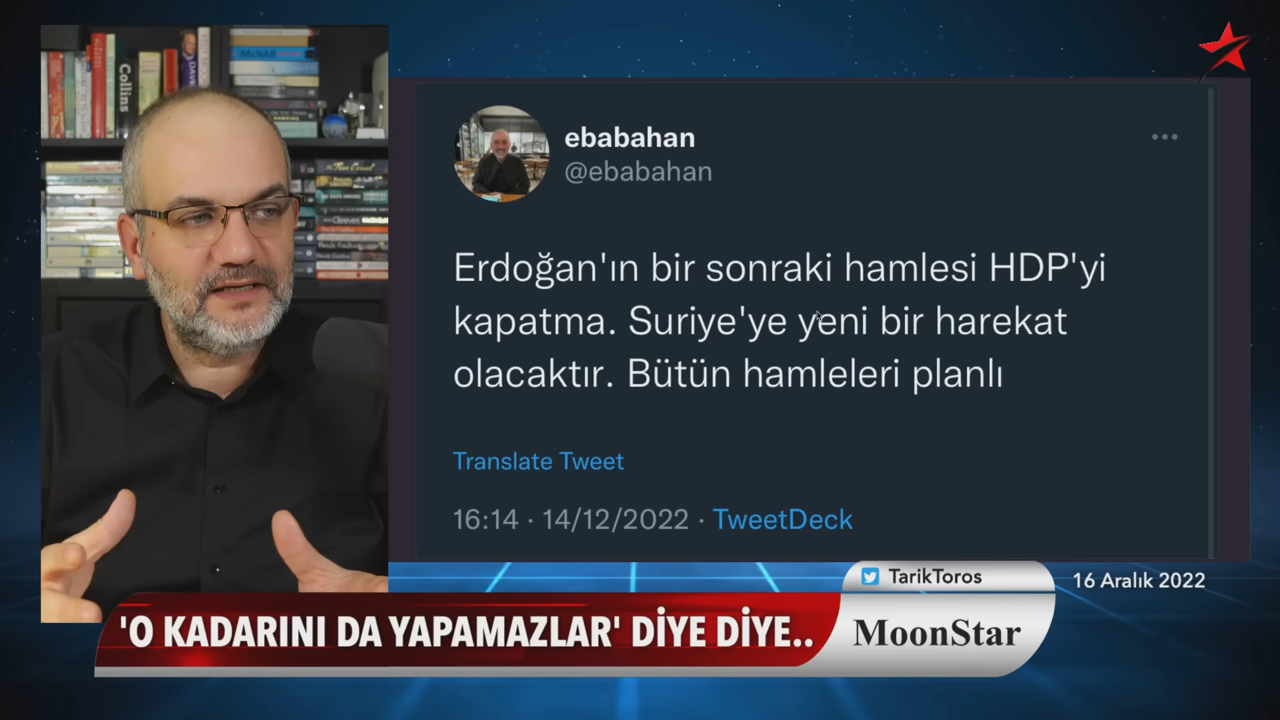 Collins
McNAB
ebabahan
@ebabahan
Erdoğan'ın bir sonraki hamlesi HDP'yi
kapatma. Suriye'ye yeni bir harekat
olacaktır. Bütün hamleleri planlı
Translate Tweet
16:14 · 14/12/2022 · TweetDeck
TarikToros
16 Aralık 2022
'O KADARINI DA YAPAMAZLAR' DİYE DİYE..
MoonStar